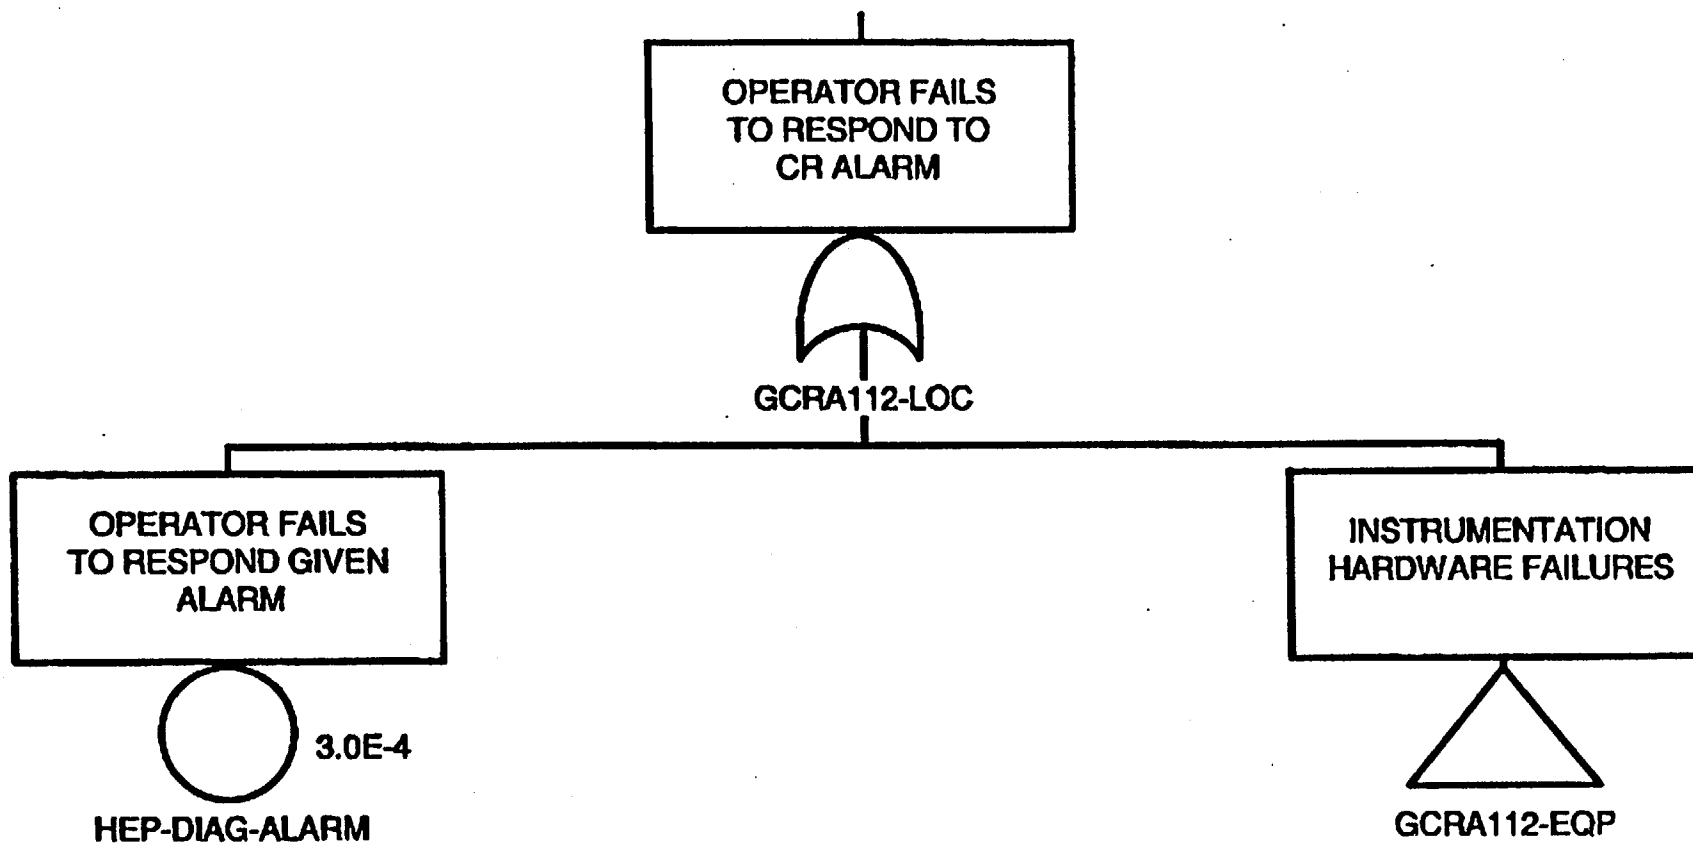 OPERATOR FAILS
TO RESPOND TO
CR ALARM
GCRA112-LOC
OPERATOR FAILS
TO RESPOND GIVEN
ALARM
3.0E-4
HEP-DIAG-ALARM
INSTRUMENTATION
HARDWARE FAILURES
GCRA112-EQP